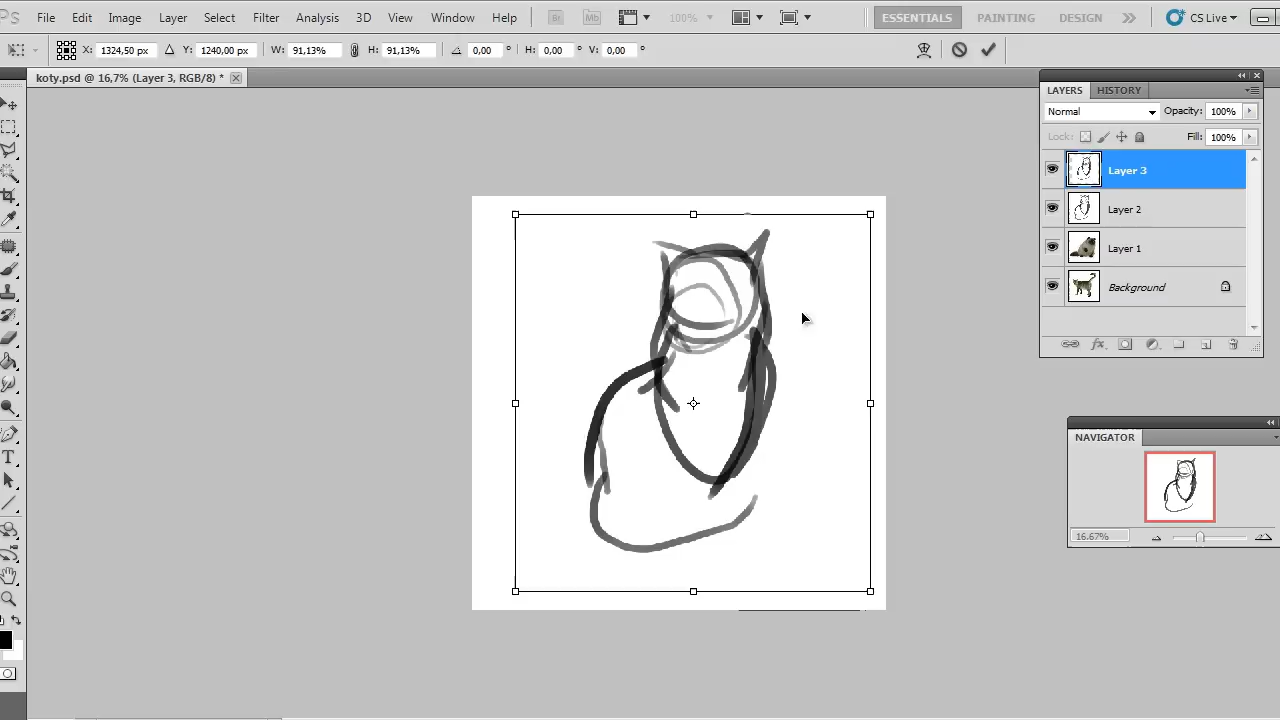 Ps File Edit Image Layer Select Filter Analysis 3D View Window Help Br Mb 100% ESSENTIALS PAINTING DESIGN CS Live
X: 1324,50 px Y: 1240,00 px W: 91,13% H: 91,13% 0,00 ° H: 0,00 ° V: 0,00 °
koty.psd @ 16,7% (Layer 3, RGB/8) *
LAYERS HISTORY
Normal Opacity: 100%
Lock: Fill: 100%
Layer 3
Layer 2
Layer 1
Background
NAVIGATOR
16.67%